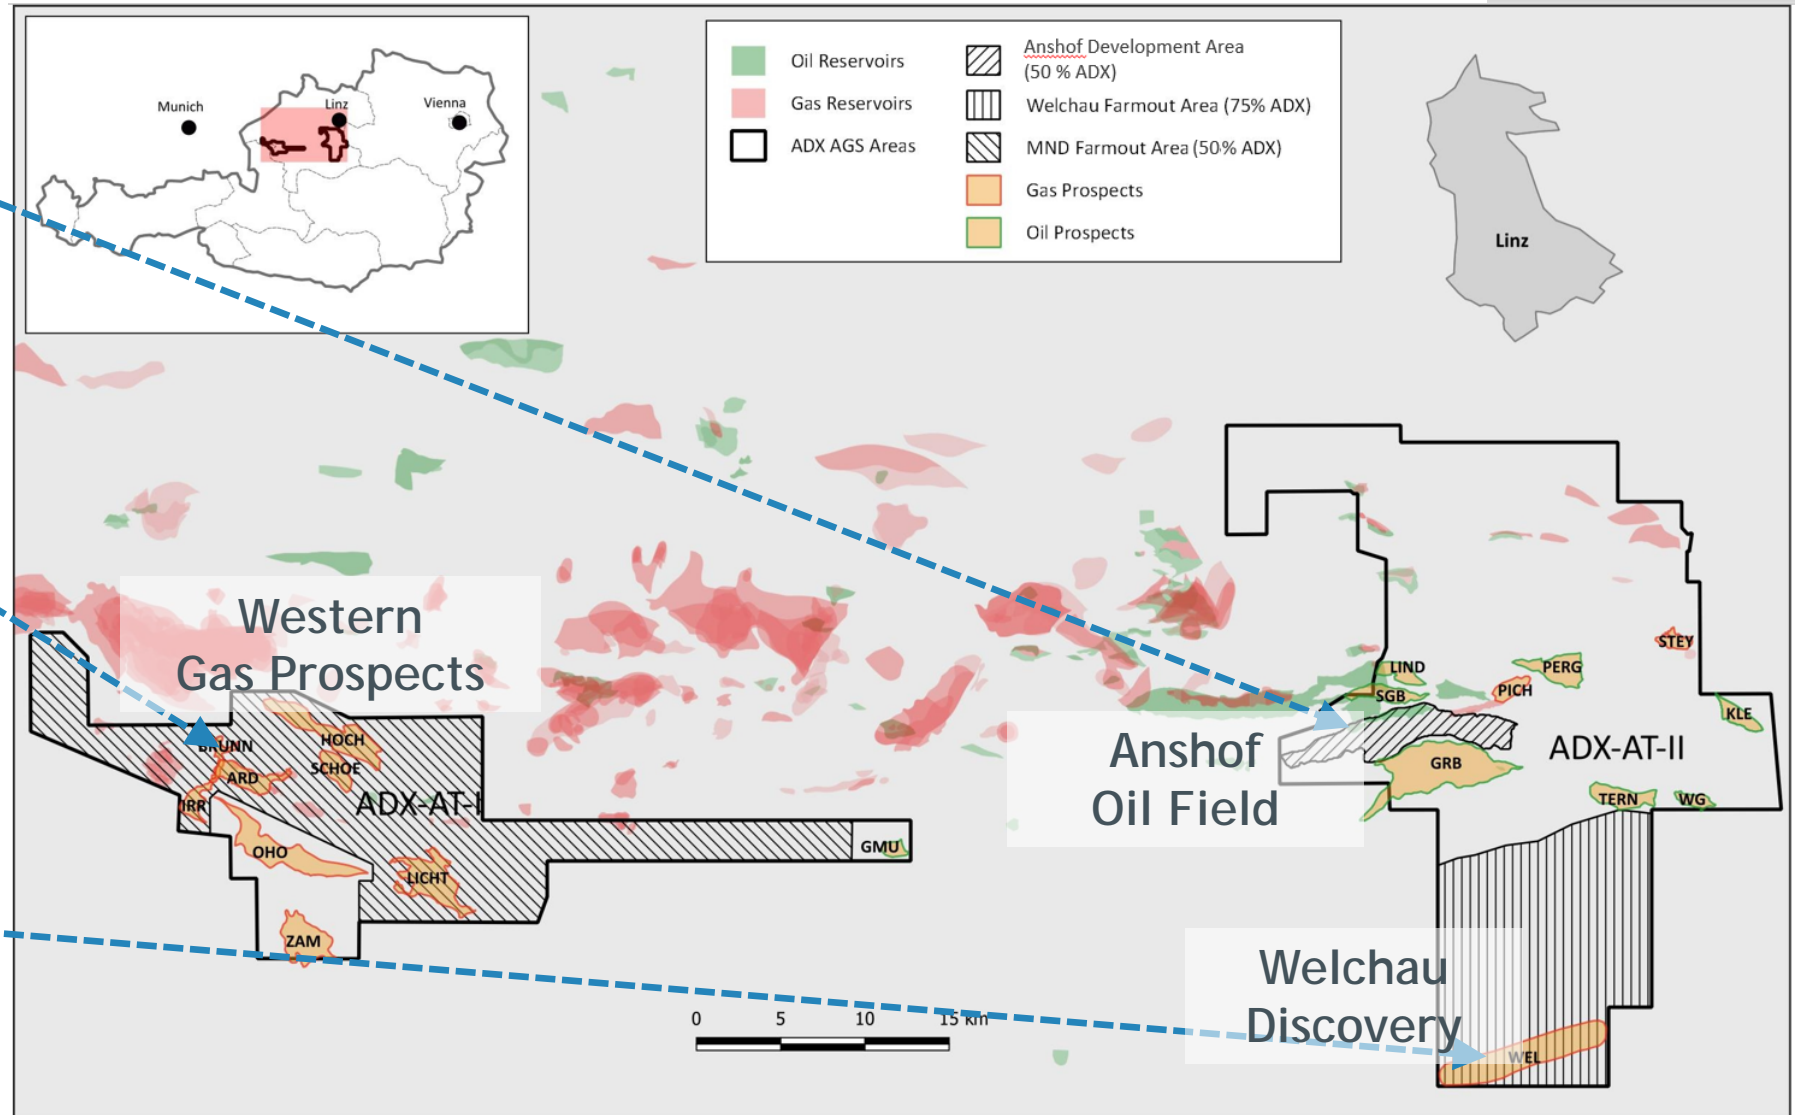 Munich
Linz
Vienna
Oil Reservoirs
Gas Reservoirs
ADX AGS Areas
Anshof Development Area
(50 % ADX)
Welchau Farmout Area (75% ADX)
MND Farmout Area (50% ADX)
Gas Prospects
Oil Prospects
Linz
Western
Gas Prospects
BRUNN
HOCH
SCHOE
ARD
IRR
ADX-AT-I
OHO
LICHT
ZAM
GMU
Anshof
Oil Field
LIND
SGB
PICH
PERG
STEY
KLE
GRB
ADX-AT-II
TERN
WG
Welchau
Discovery
WEL
0 5 10 15 km